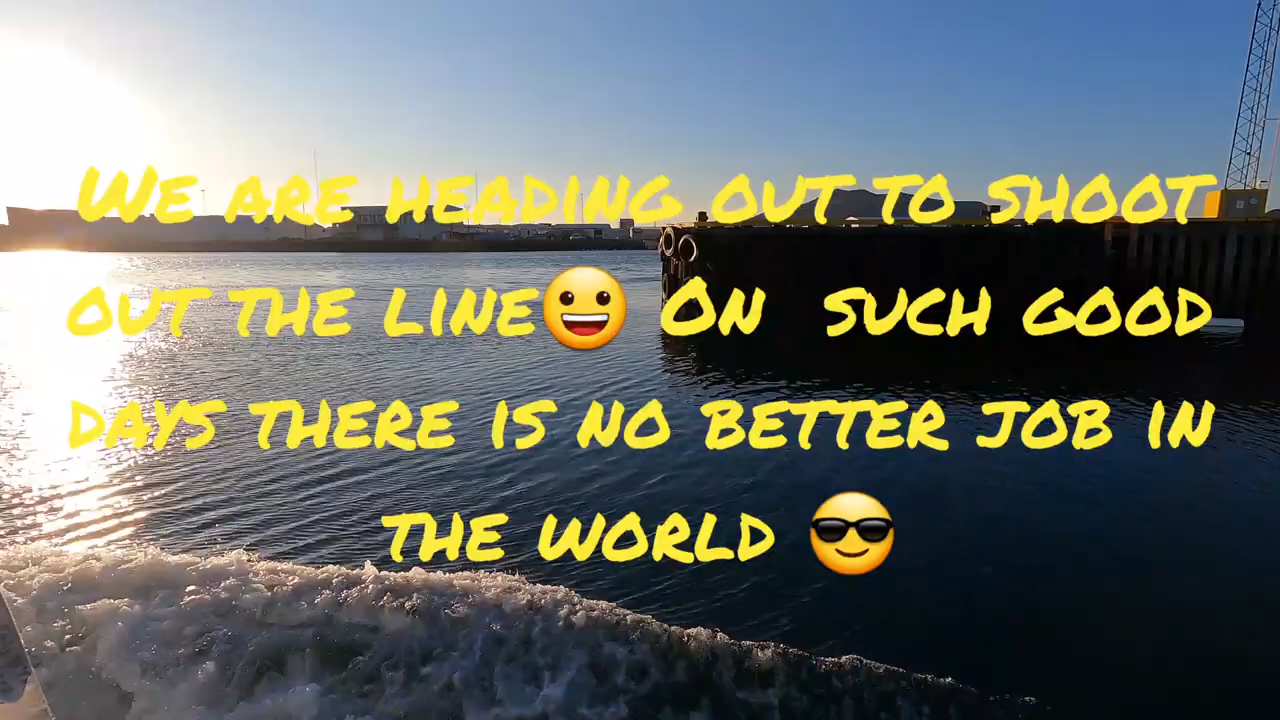 We are heading out to shoot
out the line😀 On  such good
days there is no better job in
the world 😎